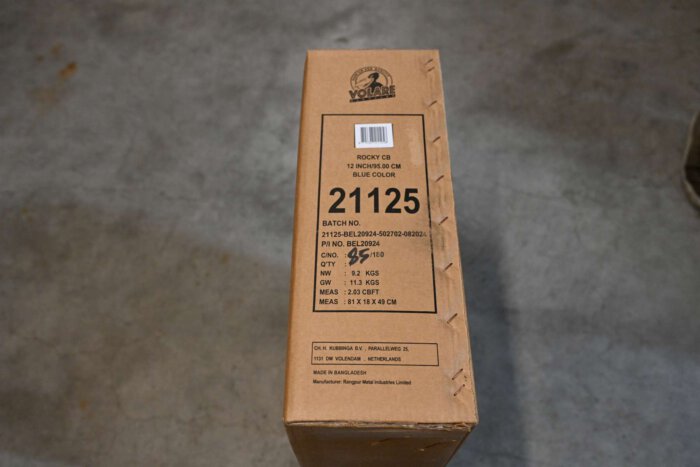 VOLARE
ROCKY CB
12 INCH/95.00 CM
BLUE COLOR
21125
BATCH NO.
21125-BEL20924-502702-082024
P/I NO. BEL20924
C/NO. : 85/180
Q'TY :
NW : 9.2 KGS
GW : 11.3 KGS
MEAS : 2.03 CBFT
MEAS : 81 X 18 X 49 CM
CH. H. KUBBINGA B.V. , PARALLELWEG 25,
1131 DM VOLENDAM , NETHERLANDS
MADE IN BANGLADESH
Manufacturer: Rangpur Metal Industries Limited